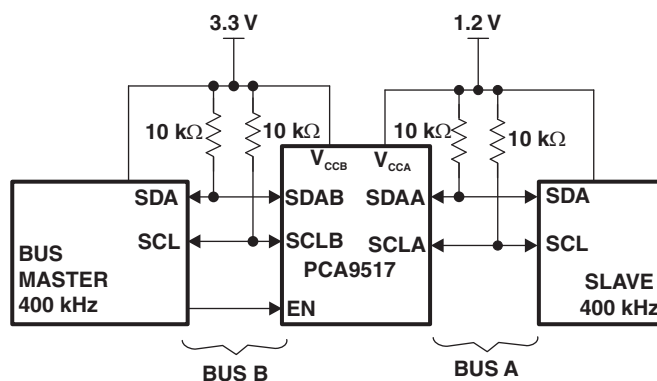 3.3 V
1.2 V
10 kΩ
10 kΩ
10 kΩ
10 kΩ
VCCB
VCCA
SDA
SDAB
SDAA
SDA
SCL
SCLB
SCLA
SCL
BUS
MASTER
400 kHz
PCA9517
SLAVE
400 kHz
EN
BUS B
BUS A